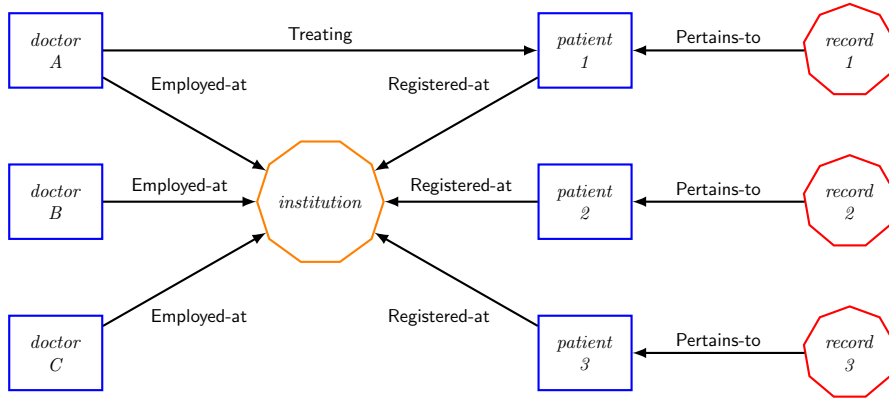 doctor
A
Treating
patient
1
Pertains-to
record
1
Employed-at
Registered-at
doctor
B
Employed-at
institution
Registered-at
patient
2
Pertains-to
record
2
doctor
C
Employed-at
Registered-at
patient
3
Pertains-to
record
3